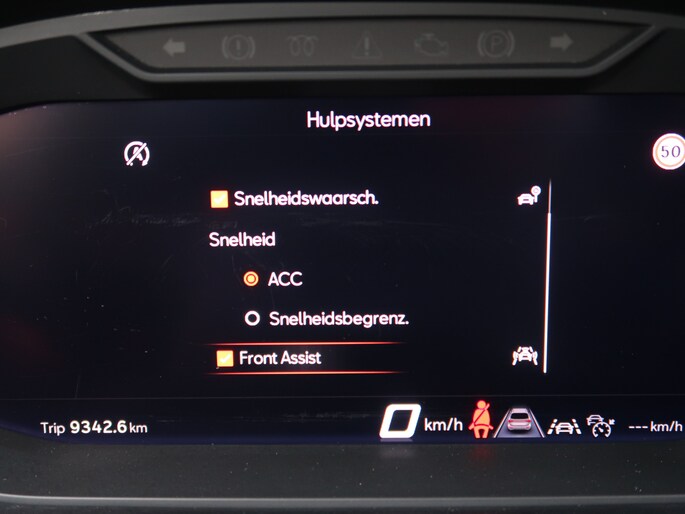 Hulpsystemen
50
Snelheidswaarsch.
Snelheid
ACC
Snelheidsbegrenz.
Front Assist
Trip 9342.6 km
0 km/h
--- km/h